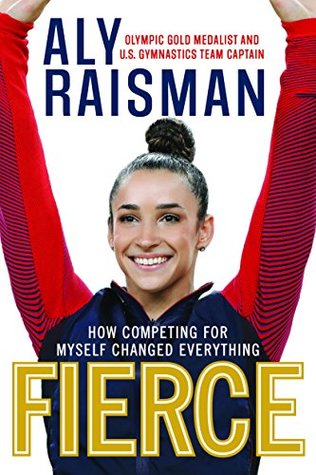 ALY
OLYMPIC GOLD MEDALIST AND
U.S. GYMNASTICS TEAM CAPTAIN
RAISMAN
HOW COMPETING FOR
MYSELF CHANGED EVERYTHING
FIERCE